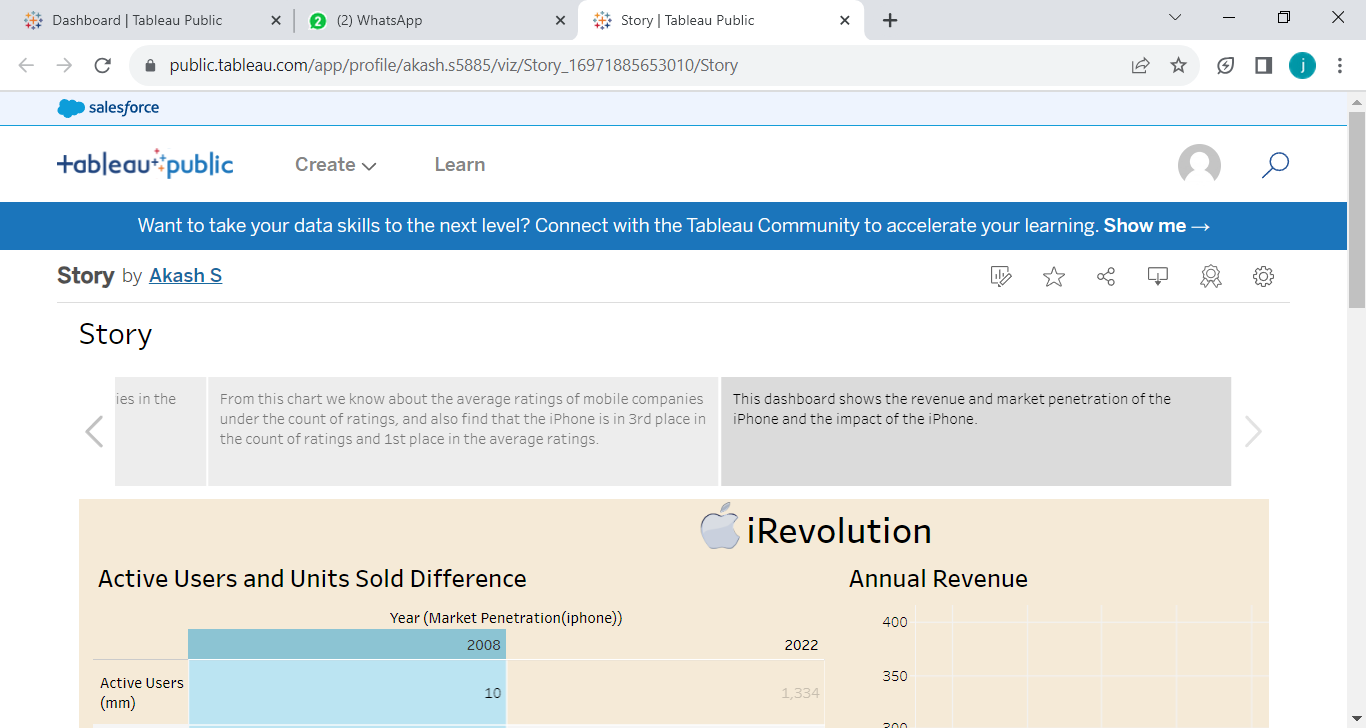 Dashboard | Tableau Public
2
(2) WhatsApp
Story | Tableau Public
public.tableau.com/app/profile/akash.s5885/viz/Story_16971885653010/Story
j
salesforce
+ableau public
Create
Learn
Want to take your data skills to the next level? Connect with the Tableau Community to accelerate your learning. Show me →
Story by Akash S
Story
ies in the
From this chart we know about the average ratings of mobile companies
under the count of ratings, and also find that the iPhone is in 3rd place in
the count of ratings and 1st place in the average ratings.
This dashboard shows the revenue and market penetration of the
iPhone and the impact of the iPhone.
iRevolution
Active Users and Units Sold Difference
Year (Market Penetration(iphone))
2008
2022
Active Users
(mm)
10
1,334
Annual Revenue
400
350
300